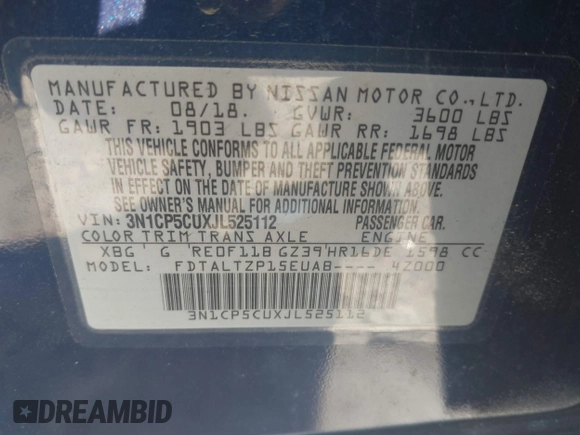 MANUFACTURED BY NISSAN MOTOR CO., LTD.
DATE: 08/18. GVWR: 3600 LBS
GAWR FR: 1903 LBS GAWR RR: 1698 LBS
THIS VEHICLE CONFORMS TO ALL APPLICABLE FEDERAL MOTOR
VEHICLE SAFETY, BUMPER AND THEFT PREVENTION STANDARDS
IN EFFECT ON THE DATE OF MANUFACTURE SHOWN ABOVE.
SEE OWNER'S MANUAL FOR ADDITIONAL INFORMATION.
VIN: 3N1CP5CUXJL525112 PASSENGER CAR.
COLOR TRIM TRANS AXLE ENGINE
XBG' G 'RE0F11B GZ39'HR16DE 1598 CC
MODEL: FDTALTZP15EUAB---- 4Z000
3N1CP5CUXJL525112
DREAMBID